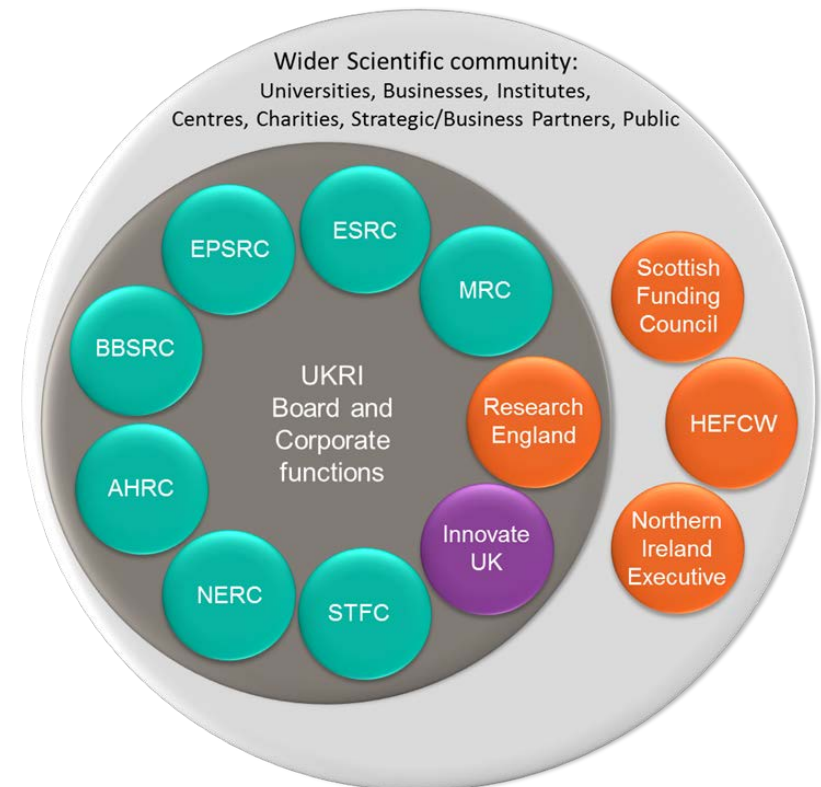 Wider Scientific community:
Universities, Businesses, Institutes,
Centres, Charities, Strategic/Business Partners, Public
ESRC
EPSRC
MRC
BBSRC
UKRI
Board and
Corporate
functions
Research
England
AHRC
Innovate
UK
NERC
STFC
Scottish
Funding
Council
HEFCW
Northern
Ireland
Executive